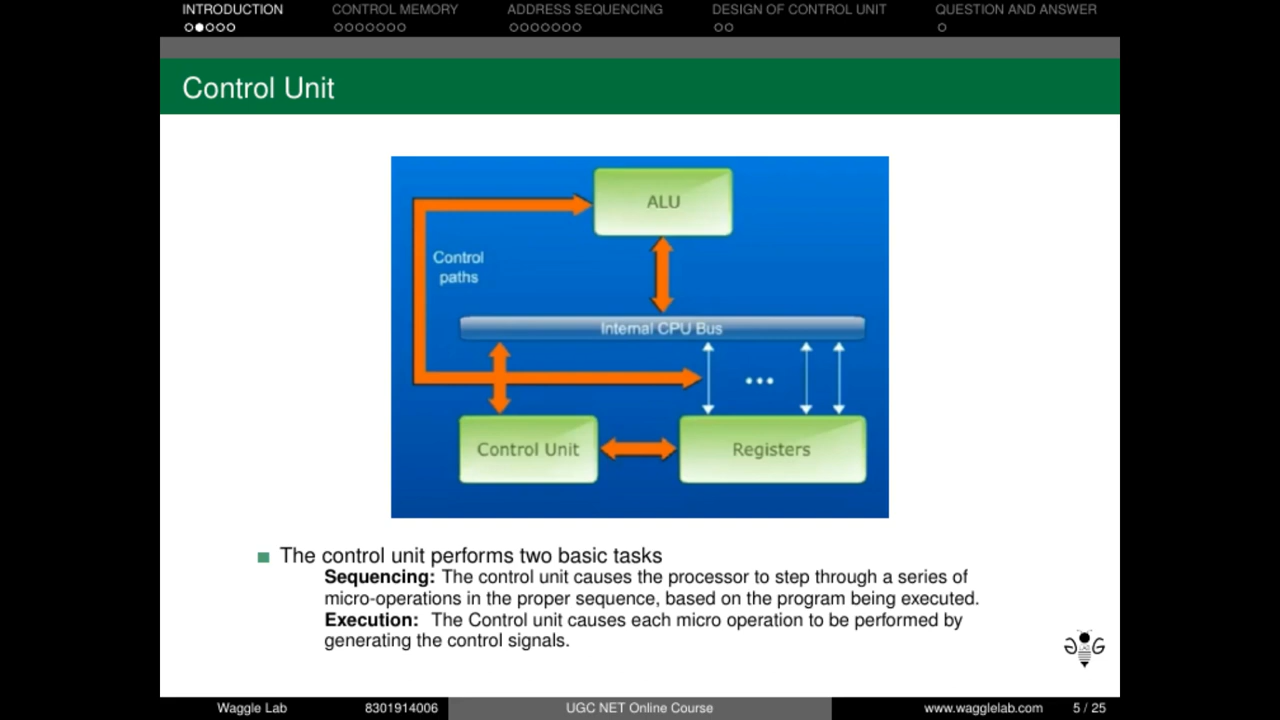 INTRODUCTION CONTROL MEMORY ADDRESS SEQUENCING DESIGN OF CONTROL UNIT QUESTION AND ANSWER
Control Unit
ALU
Control
paths
Internal CPU Bus
...
Control Unit
Registers
The control unit performs two basic tasks
Sequencing: The control unit causes the processor to step through a series of
micro-operations in the proper sequence, based on the program being executed.
Execution: The Control unit causes each micro operation to be performed by
generating the control signals.
Waggle Lab 8301914006 UGC NET Online Course www.wagglelab.com 5 / 25